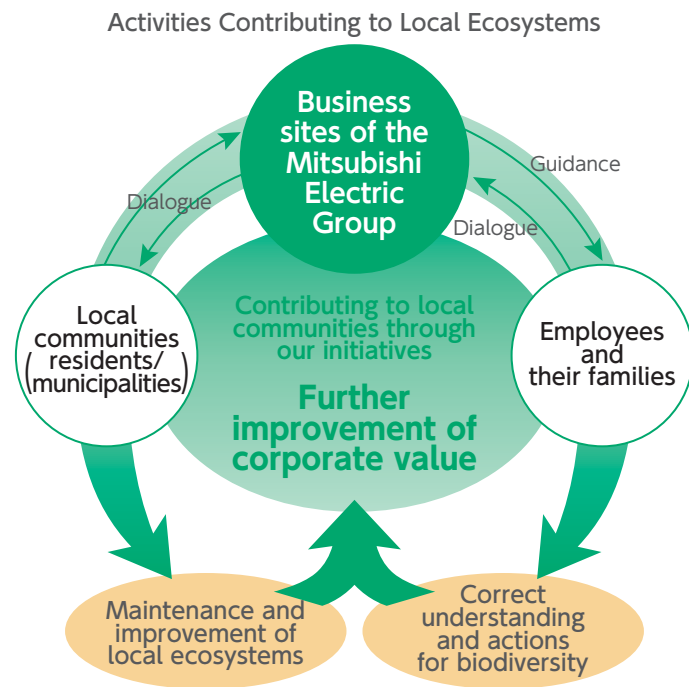 Activities Contributing to Local Ecosystems
Business
sites of the
Mitsubishi
Electric
Group
Guidance
Dialogue
Dialogue
Local
communities
(residents/
municipalities)
Contributing to local
communities through
our initiatives
Further
improvement of
corporate value
Employees
and
their families
Maintenance and
improvement of
local ecosystems
Correct
understanding
and actions
for biodiversity